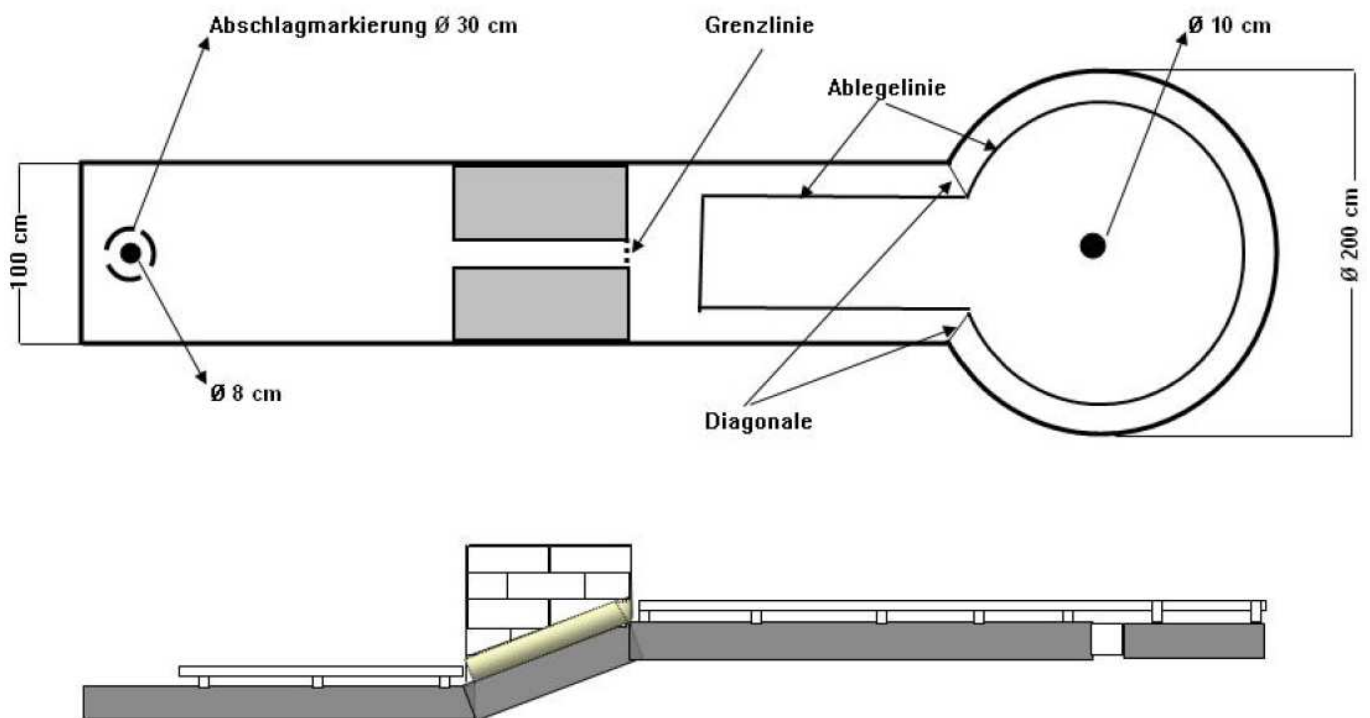 Abschlagmarkierung Ø 30 cm
Grenzlinie
Ø 10 cm
Ablegelinie
100 cm
Ø 200 cm
Ø 8 cm
Diagonale